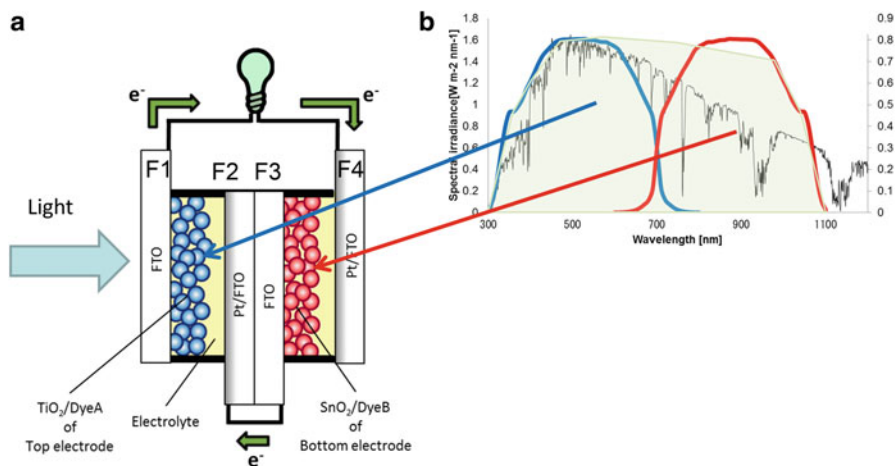 a
e-
e-
F1
F2
F3
F4
Light
FTO
Pt/FTO
FTO
Pt/FTO
TiO2/DyeA
of
Top electrode
Electrolyte
SnO2/DyeB
of
Bottom electrode
e-
b
Spectral irradiance[W m-2 nm-1]
1.8
1.6
1.4
1.2
1
0.8
0.6
0.4
0.2
0
0.9
0.8
0.7
0.6
0.5
0.4
0.3
0.2
0.1
0
300
500
700
900
1100
Wavelength [nm]